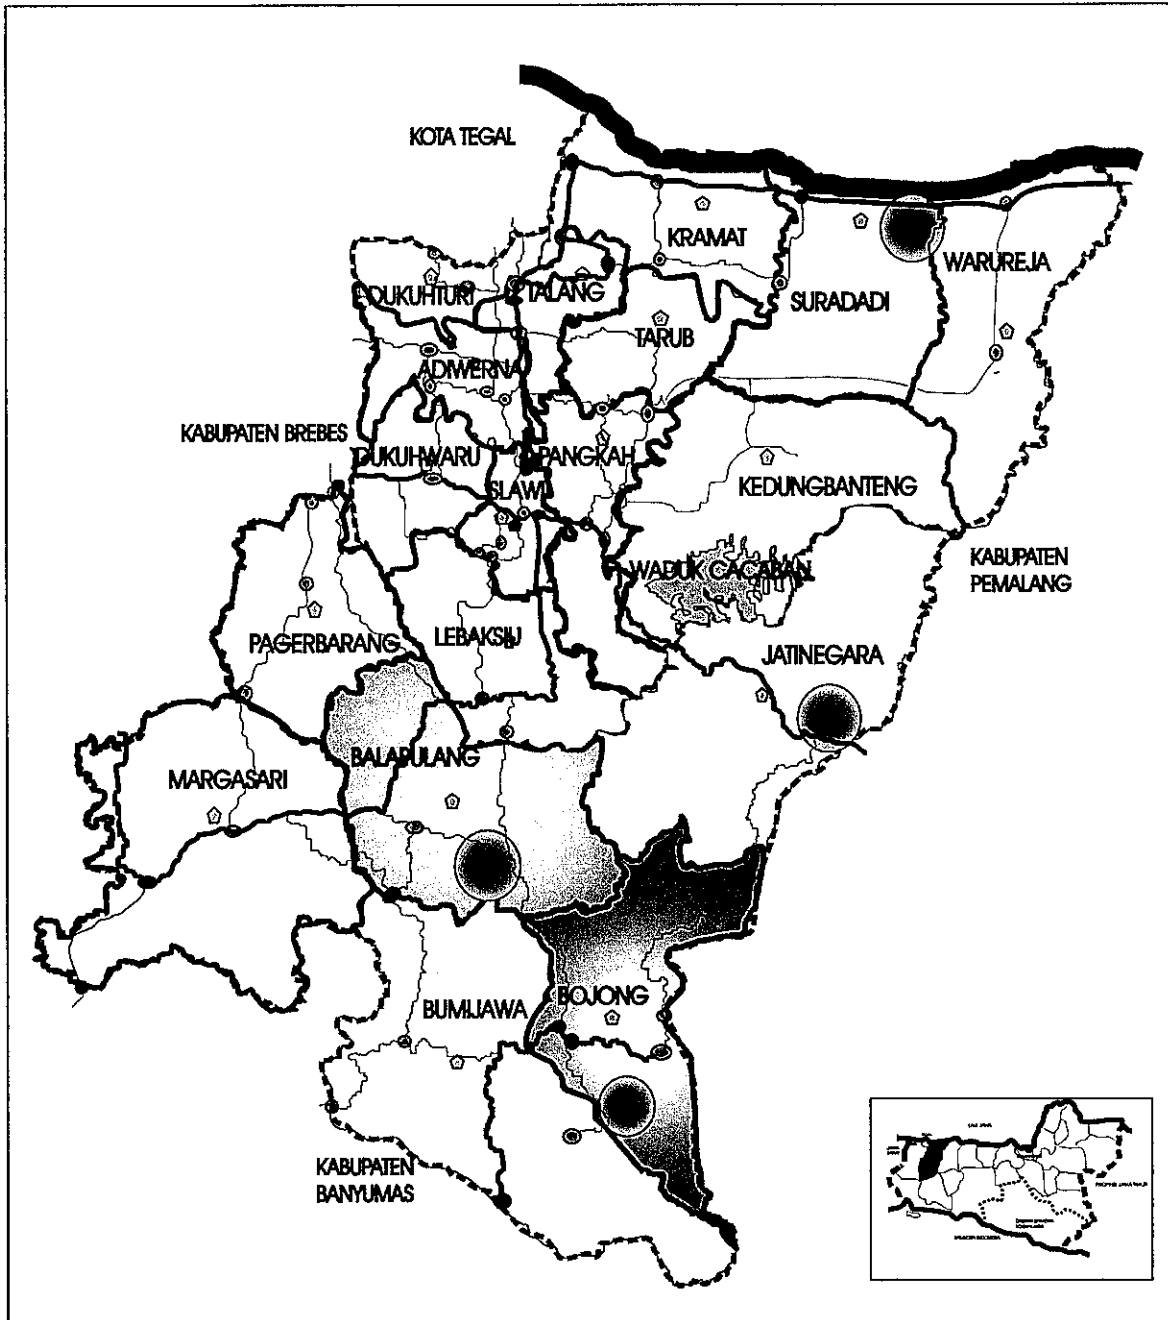 KOTA TEGAL
KRAMAT
WARUREJA
DUKUHTURI
TALANG
SURADADI
TARUB
ADIWERNA
KABUPATEN BREBES
DUKUHWARU
PANGKAH
SLAWI
KEDUNGBANTENG
KABUPATEN
PEMALANG
WADUK CACABAN
PAGERBARANG
LEBAKSIU
JATINEGARA
BALAPULANG
MARGASARI
BUMIJAWA
BOJONG
KABUPATEN
BANYUMAS